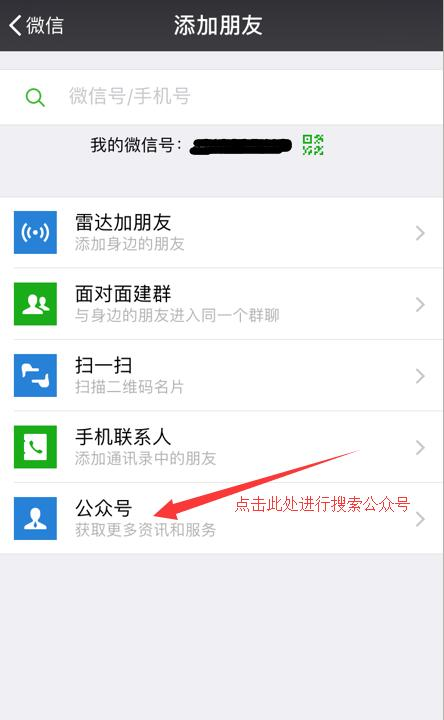 微信
添加朋友
微信号/手机号
我的微信号：
雷达加朋友
添加身边的朋友
面对面建群
与身边的朋友进入同一个群聊
扫一扫
扫描二维码名片
手机联系人
添加通讯录中的朋友
公众号
点击此处进行搜索公众号
获取更多资讯和服务